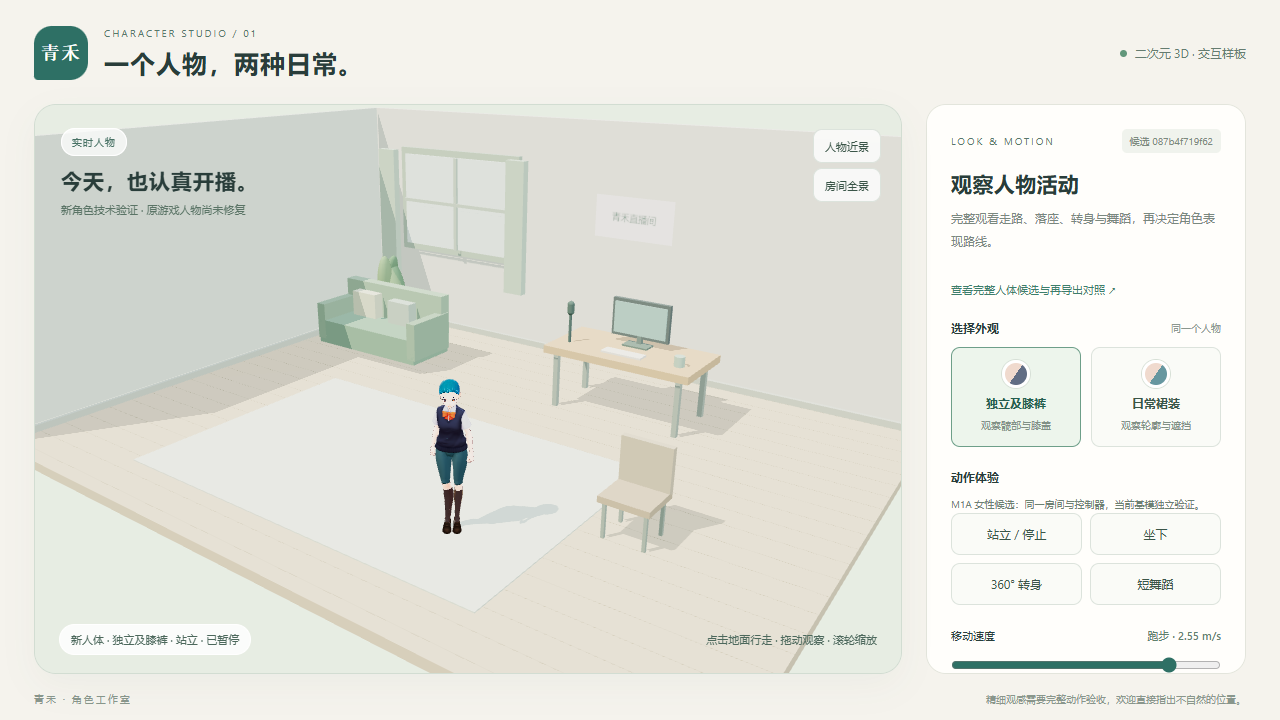 青禾
CHARACTER STUDIO / 01
一个人物，两种日常。
二次元 3D · 交互样板
实时人物
今天，也认真开播。
新角色技术验证 · 原游戏人物尚未修复
人物近景
房间全景
青禾直播间
新人体 · 独立及膝裤 · 站立 · 已暂停
点击地面行走 · 拖动观察 · 滚轮缩放
LOOK & MOTION
候选 087b4f719f62
观察人物活动
完整观看走路、落座、转身与舞蹈，再决定角色表
现路线。
查看完整人体候选与再导出对照 ↗
选择外观
同一个人物
独立及膝裤
观察髋部与膝盖
日常裙装
观察轮廓与遮挡
动作体验
M1A 女性候选：同一房间与控制器，当前基模独立验证。
站立 / 停止
坐下
360° 转身
短舞蹈
移动速度
跑步 · 2.55 m/s
青禾 · 角色工作室
精细观感需要完整动作验收，欢迎直接指出不自然的位置。